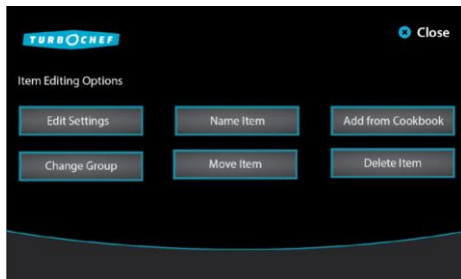 TURBOCHEF
Close
Item Editing Options
Edit Settings
Name Item
Add from Cookbook
Change Group
Move Item
Delete Item